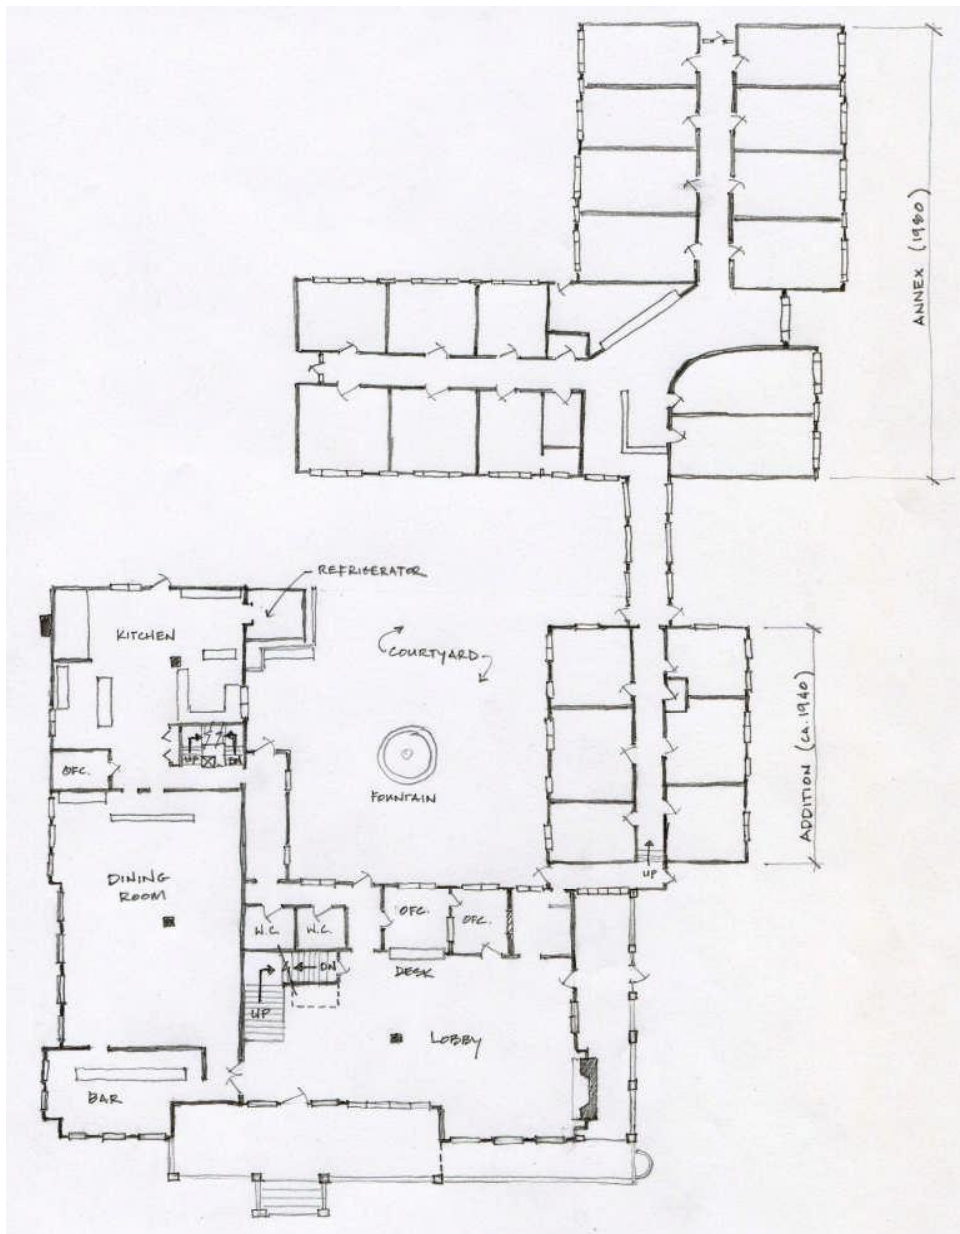 ANNEX (1980)
REFRIGERATOR
KITCHEN
COURTYARD
UP
DN
OFC.
ADDITION (CA. 1940)
FOUNTAIN
DINING
ROOM
UP
OFC.
OFC.
W.C.
W.C.
DESK
DN
UP
LOBBY
BAR